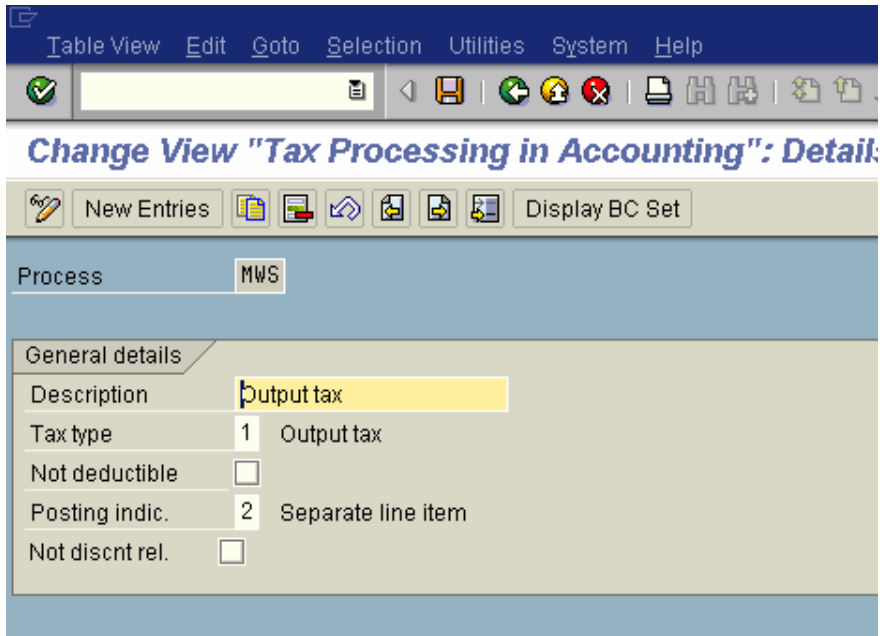 Table View Edit Goto Selection Utilities System Help
Change View "Tax Processing in Accounting": Details
New Entries Display BC Set
Process MWS
General details
Description Output tax
Tax type 1 Output tax
Not deductible
Posting indic. 2 Separate line item
Not discnt rel.